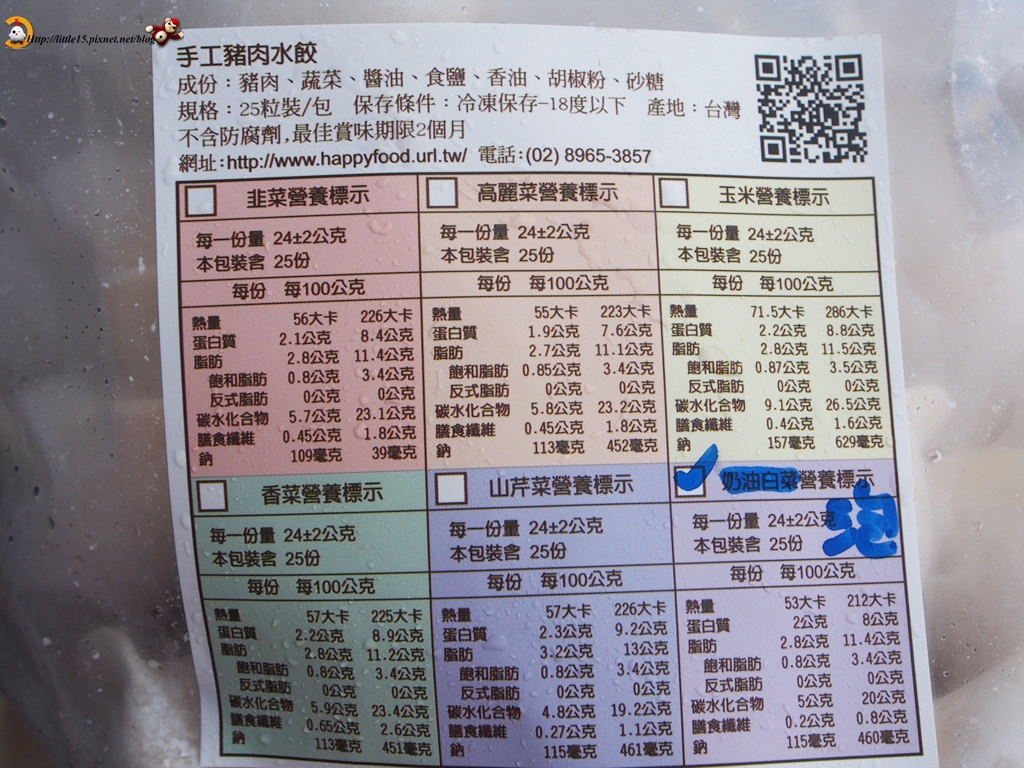 Http://little15.pixnet.net/blog
手工豬肉水餃
成份：豬肉、蔬菜、醬油、食鹽、香油、胡椒粉、砂糖
規格：25粒裝/包 保存條件：冷凍保存-18度以下 產地：台灣
不含防腐劑,最佳賞味期限2個月
網址:http://www.happyfood.url.tw/ 電話:(02) 8965-3857
韭菜營養標示
每一份量 24±2公克
本包裝含 25份
每份 每100公克
熱量 56大卡 226大卡
蛋白質 2.1公克 8.4公克
脂肪 2.8公克 11.4公克
飽和脂肪 0.8公克 3.4公克
反式脂肪 0公克 0公克
碳水化合物 5.7公克 23.1公克
膳食纖維 0.45公克 1.8公克
鈉 109毫克 39毫克
高麗菜營養標示
每一份量 24±2公克
本包裝含 25份
每份 每100公克
熱量 55大卡 223大卡
蛋白質 1.9公克 7.6公克
脂肪 2.7公克 11.1公克
飽和脂肪 0.85公克 3.4公克
反式脂肪 0公克 0公克
碳水化合物 5.8公克 23.2公克
膳食纖維 0.45公克 1.8公克
鈉 113毫克 452毫克
玉米營養標示
每一份量 24±2公克
本包裝含 25份
每份 每100公克
熱量 71.5大卡 286大卡
蛋白質 2.2公克 8.8公克
脂肪 2.8公克 11.5公克
飽和脂肪 0.87公克 3.5公克
反式脂肪 0公克 0公克
碳水化合物 9.1公克 26.5公克
膳食纖維 0.4公克 1.6公克
鈉 157毫克 629毫克
香菜營養標示
每一份量 24±2公克
本包裝含 25份
每份 每100公克
熱量 57大卡 225大卡
蛋白質 2.2公克 8.9公克
脂肪 2.8公克 11.2公克
飽和脂肪 0.8公克 3.4公克
反式脂肪 0公克 0公克
碳水化合物 5.9公克 23.4公克
膳食纖維 0.65公克 2.6公克
鈉 113毫克 451毫克
山芹菜營養標示
每一份量 24±2公克
本包裝含 25份
每份 每100公克
熱量 57大卡 226大卡
蛋白質 2.3公克 9.2公克
脂肪 3.2公克 13公克
飽和脂肪 0.8公克 3.4公克
反式脂肪 0公克 0公克
碳水化合物 4.8公克 19.2公克
膳食纖維 0.27公克 1.1公克
鈉 115毫克 461毫克
奶油白菜營養標示
每一份量 24±2公克
本包裝含 25份
每份 每100公克
熱量 53大卡 212大卡
蛋白質 2公克 8公克
脂肪 2.8公克 11.4公克
飽和脂肪 0.8公克 3.4公克
反式脂肪 0公克 0公克
碳水化合物 5公克 20公克
膳食纖維 0.2公克 0.8公克
鈉 115毫克 460毫克